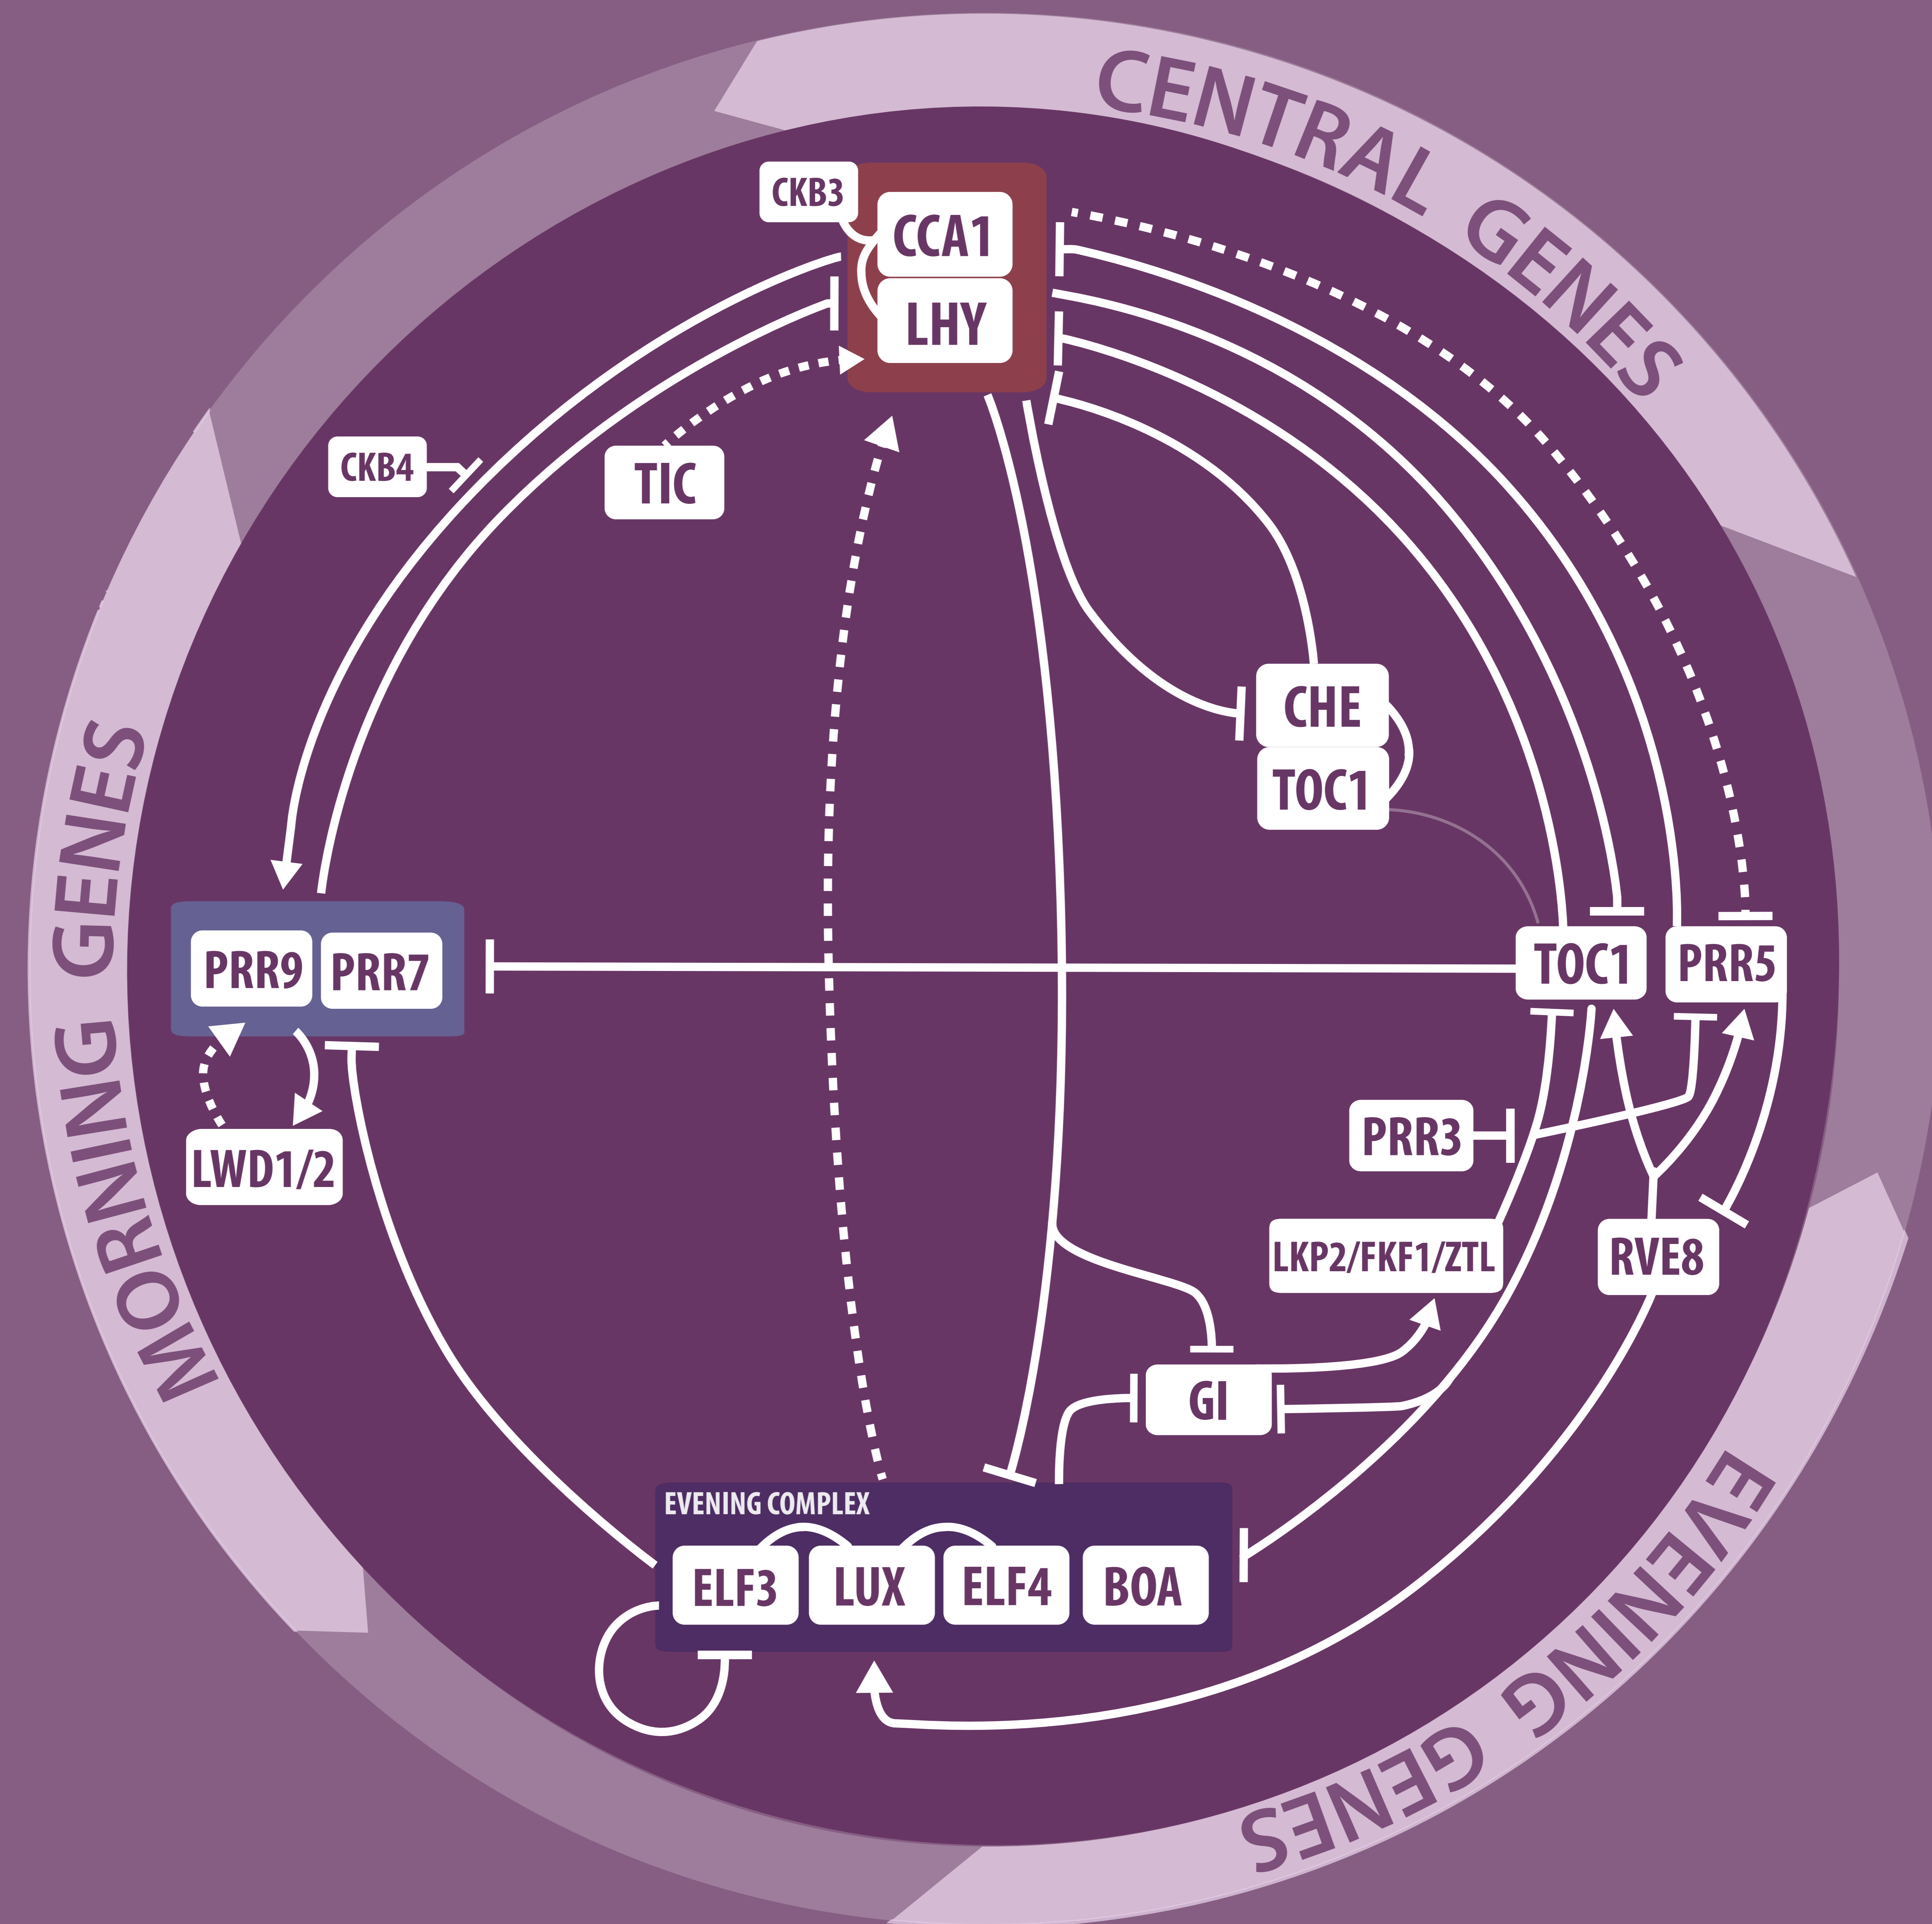 CENTRAL GENES
CKB3
CCA1
LHY
CKB4
TIC
CHE
TOC1
MORNING GENES
PRR9
PRR7
TOC1
PRR5
LWD1/2
PRR3
LKP2/FKF1/ZTL
RVE8
GI
EVENING COMPLEX
ELF3
LUX
ELF4
BOA
EVENING GENES